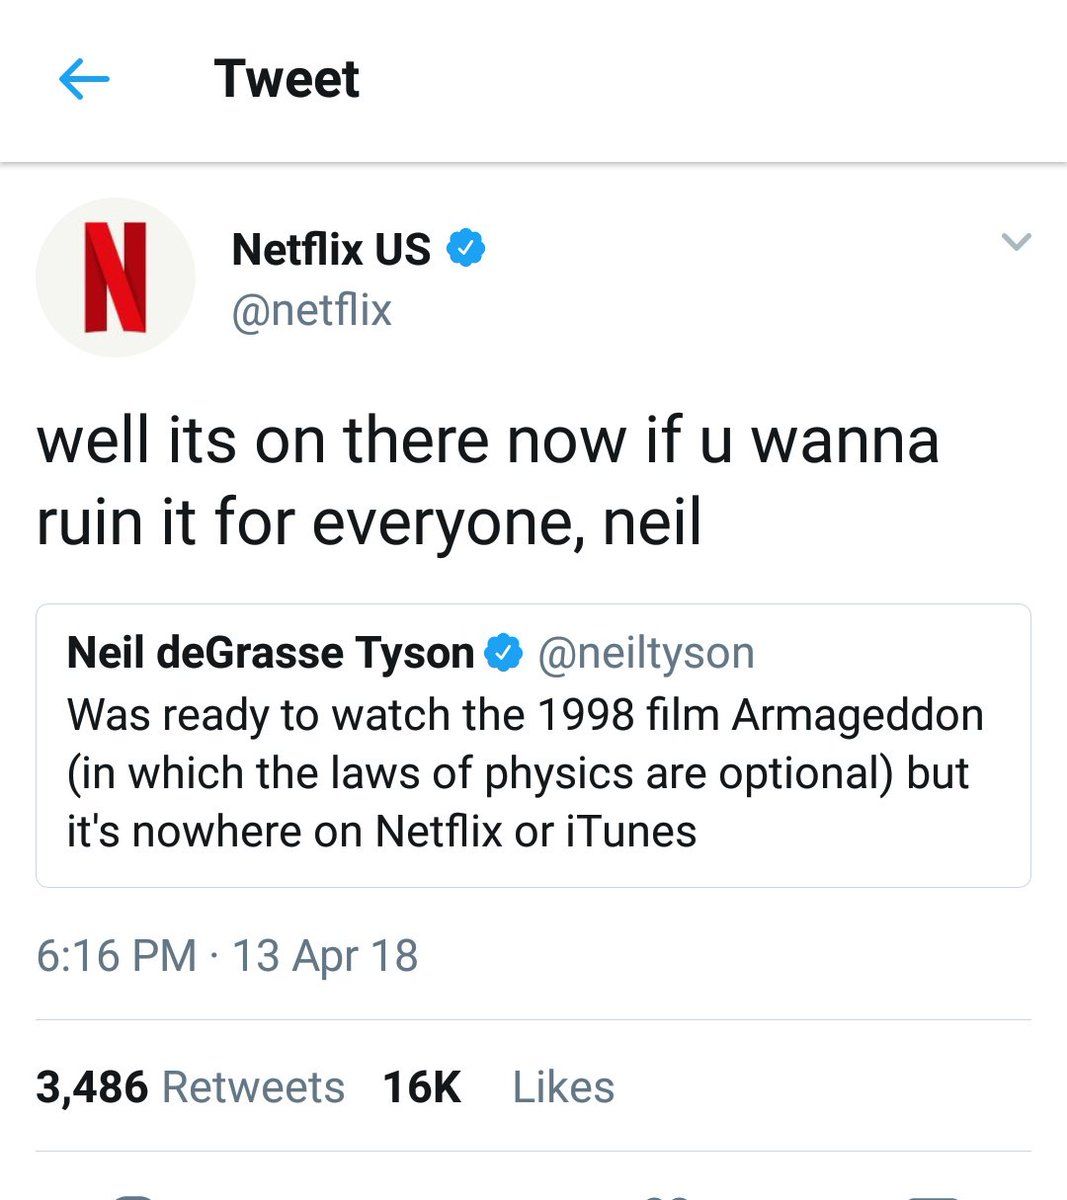 Tweet
Netflix US
@netflix
well its on there now if u wanna
ruin it for everyone, neil
Neil deGrasse Tyson @neiltyson
Was ready to watch the 1998 film Armageddon
(in which the laws of physics are optional) but
it's nowhere on Netflix or iTunes
6:16 PM · 13 Apr 18
3,486 Retweets 16K Likes